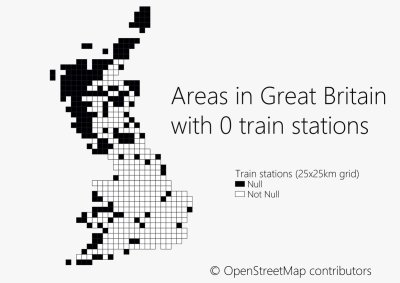 Areas in Great Britain
with 0 train stations
Train stations (25x25km grid)
Null
Not Null
© OpenStreetMap contributors